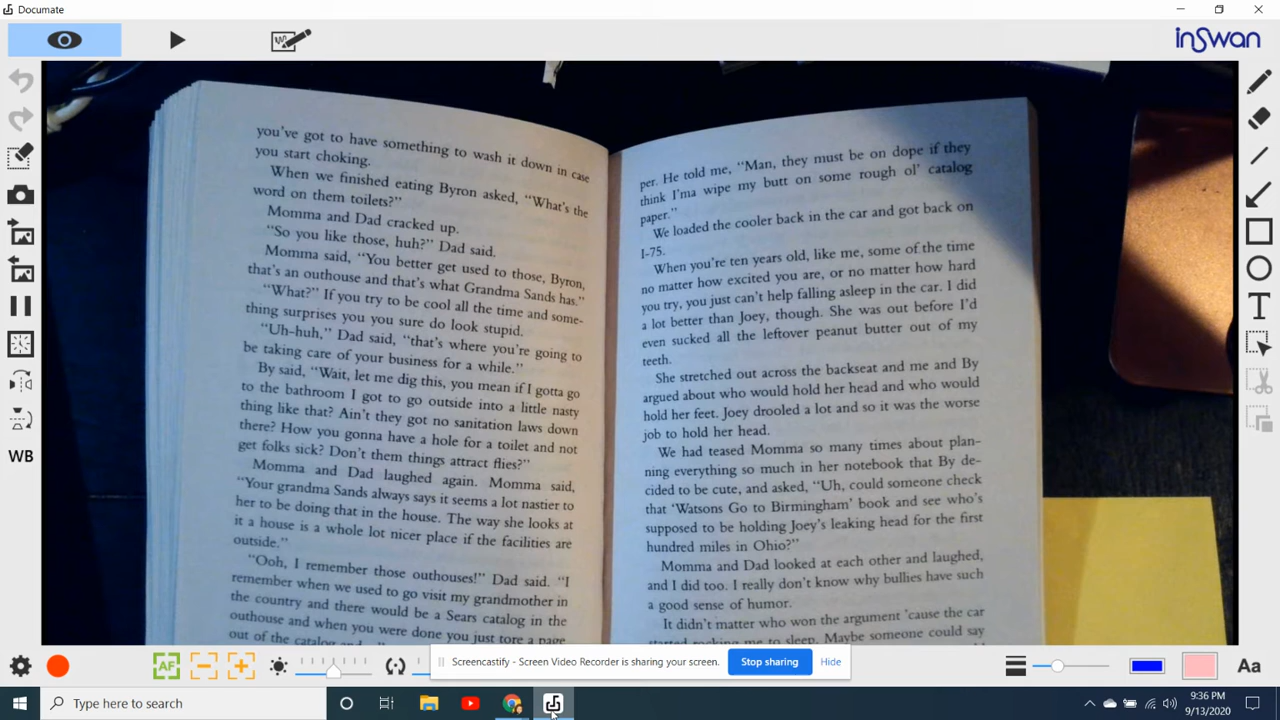 Documate
inSwan
you've got to have something to wash it down in case
you start choking.
When we finished eating Byron asked, "What's the
word on them toilets?"
Momma and Dad cracked up.
"So you like those, huh?" Dad said.
Momma said, "You better get used to those, Byron,
that's an outhouse and that's what Grandma Sands has."
"What?" If you try to be cool all the time and some-
thing surprises you you sure do look stupid.
"Uh-huh," Dad said, "that's where you're going to
be taking care of your business for a while."
By said, "Wait, let me dig this, you mean if I gotta go
to the bathroom I got to go outside into a little nasty
thing like that? Ain't they got no sanitation laws down
there? How you gonna have a hole for a toilet and not
get folks sick? Don't them things attract flies?"
Momma and Dad laughed again. Momma said,
"Your grandma Sands always says it seems a lot nastier to
her to be doing that in the house. The way she looks at
it a house is a whole lot nicer place if the facilities are
outside."
"Ooh, I remember those outhouses!" Dad said. "I
remember when we used to go visit my grandmother in
the country and there would be a Sears catalog in the
outhouse and when you were done you just tore a page
out of the catalog and
per. He told me, "Man, they must be on dope if they
think I'ma wipe my butt on some rough ol' catalog
paper."
We loaded the cooler back in the car and got back on
I-75.
When you're ten years old, like me, some of the time
no matter how excited you are, or no matter how hard
you try, you just can't help falling asleep in the car. I did
a lot better than Joey, though. She was out before I'd
even sucked all the leftover peanut butter out of my
teeth.
She stretched out across the backseat and me and By
argued about who would hold her head and who would
hold her feet. Joey drooled a lot and so it was the worse
job to hold her head.
We had teased Momma so many times about plan-
ning everything so much in her notebook that By de-
cided to be cute, and asked, "Uh, could someone check
that 'Watsons Go to Birmingham' book and see who's
supposed to be holding Joey's leaking head for the first
hundred miles in Ohio?"
Momma and Dad looked at each other and laughed,
and I did too. I really don't know why bullies have such
a good sense of humor.
It didn't matter who won the argument 'cause the car
started rocking me to sleep. Maybe someone could say
T
WB
AF
Screencastify - Screen Video Recorder is sharing your screen.
Stop sharing
Hide
Aa
Type here to search
9:36 PM
9/13/2020